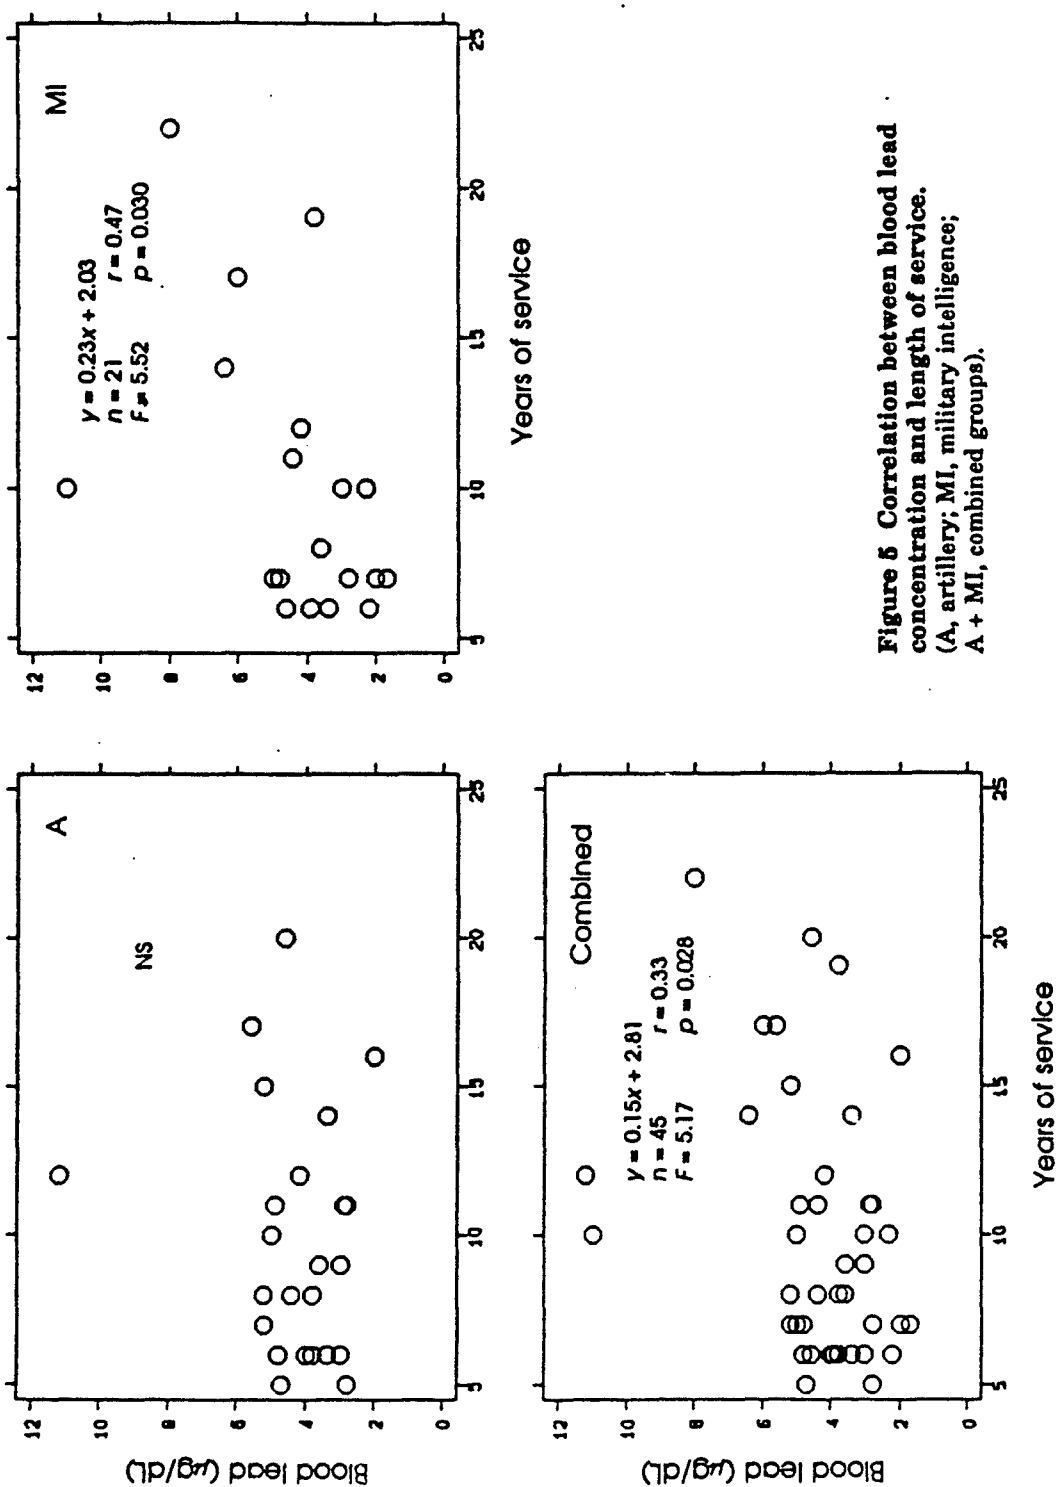 A
NS
12
10
8
6
4
2
0
Blood lead (μg/dL)
5
10
15
20
25
MI
y = 0.23x + 2.03
n = 21 r = 0.47
F = 5.52 p = 0.030
12
10
8
6
4
2
0
5
10
15
20
25
Years of service
Combined
y = 0.15x + 2.81
n = 45 r = 0.33
F = 5.17 p = 0.028
12
10
8
6
4
2
0
Blood lead (μg/dL)
5
10
15
20
25
Years of service
Figure 5 Correlation between blood lead
concentration and length of service.
(A, artillery; MI, military intelligence;
A + MI, combined groups).